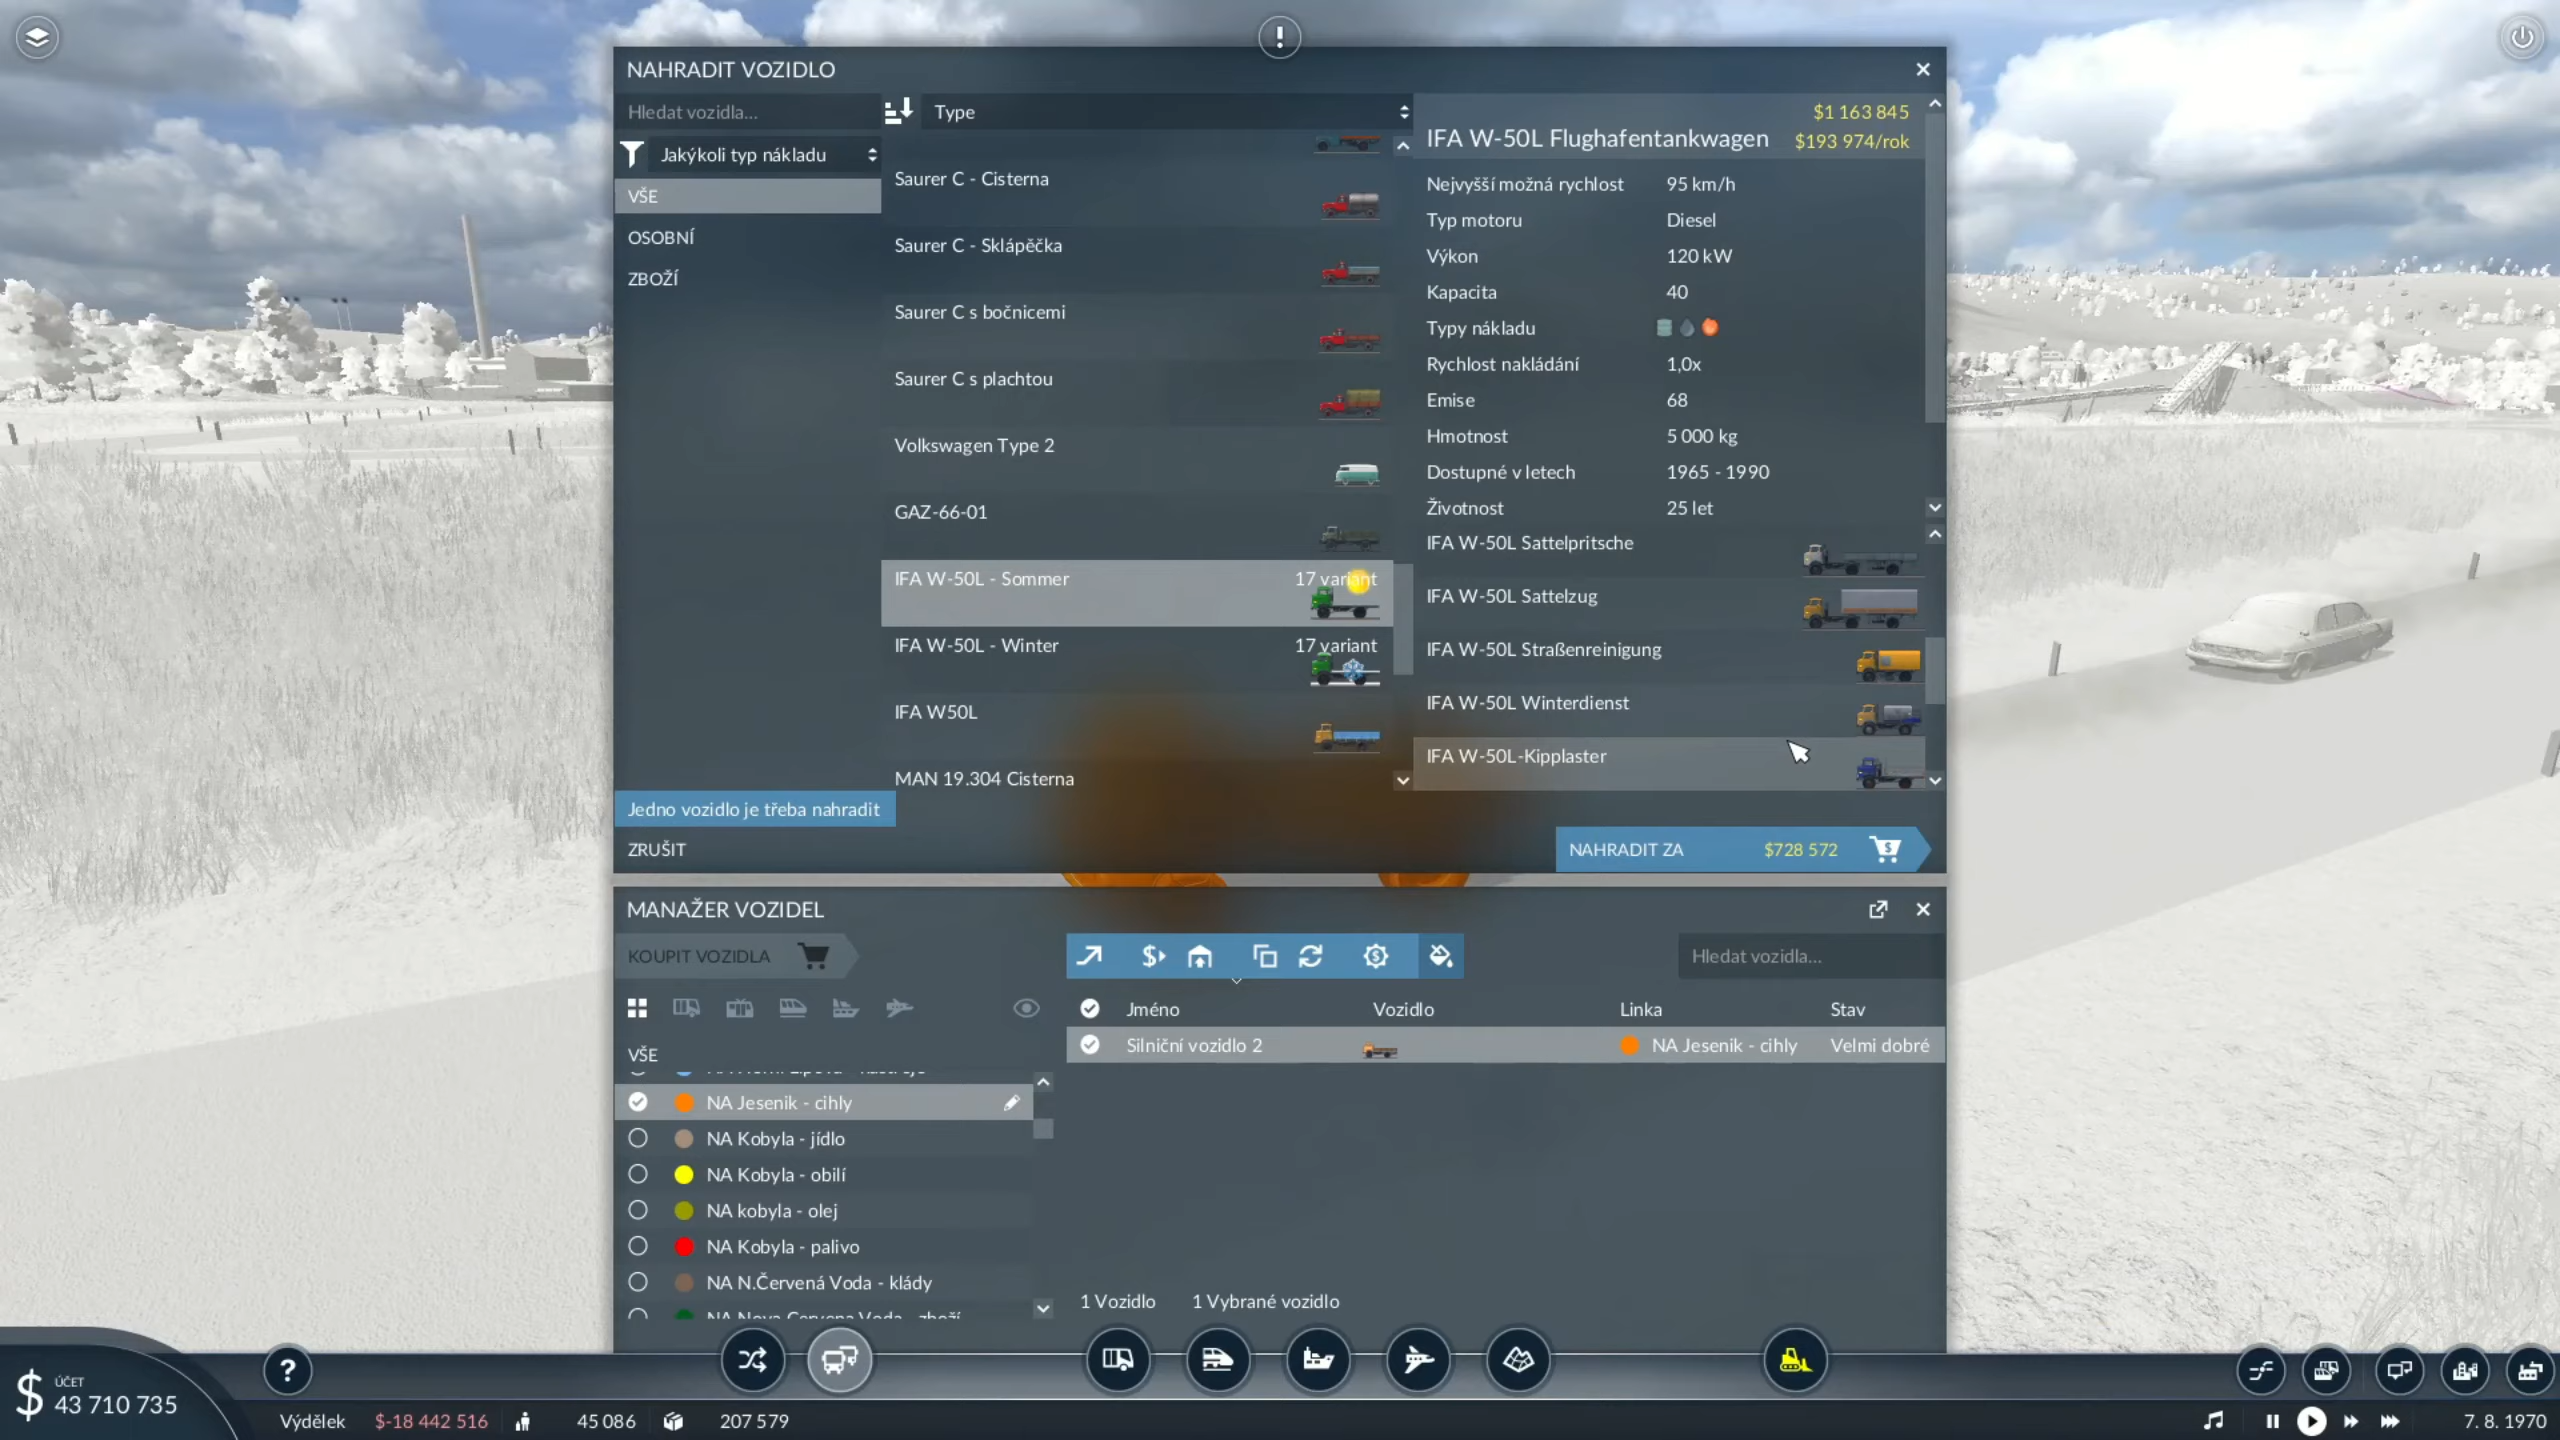 NAHRADIT VOZIDLO
Hledat vozidla...
Type
Jakýkoli typ nákladu
VŠE
OSOBNÍ
ZBOŽÍ
Saurer C - Cisterna
Saurer C - Sklápěčka
Saurer C s bočnicemi
Saurer C s plachtou
Volkswagen Type 2
GAZ-66-01
IFA W-50L - Sommer 17 variant
IFA W-50L - Winter 17 variant
IFA W50L
MAN 19.304 Cisterna
$1 163 845
IFA W-50L Flughafentankwagen $193 974/rok
Nejvyšší možná rychlost 95 km/h
Typ motoru Diesel
Výkon 120 kW
Kapacita 40
Typy nákladu
Rychlost nakládání 1,0x
Emise 68
Hmotnost 5 000 kg
Dostupné v letech 1965 - 1990
Životnost 25 let
IFA W-50L Sattelpritsche
IFA W-50L Sattelzug
IFA W-50L Straßenreinigung
IFA W-50L Winterdienst
IFA W-50L-Kipplaster
Jedno vozidlo je třeba nahradit
ZRUŠIT
NAHRADIT ZA $728 572
MANAŽER VOZIDEL
KOUPIT VOZIDLA
Hledat vozidla...
VŠE
NA Jesenik - cihly
NA Kobyla - jídlo
NA Kobyla - obilí
NA kobyla - olej
NA Kobyla - palivo
NA N.Červená Voda - klády
Jméno Vozidlo Linka Stav
Silniční vozidlo 2 NA Jesenik - cihly Velmi dobré
1 Vozidlo 1 Vybrané vozidlo
ÚČET
$ 43 710 735
?
Výdělek $-18 442 516 45 086 207 579
7. 8. 1970